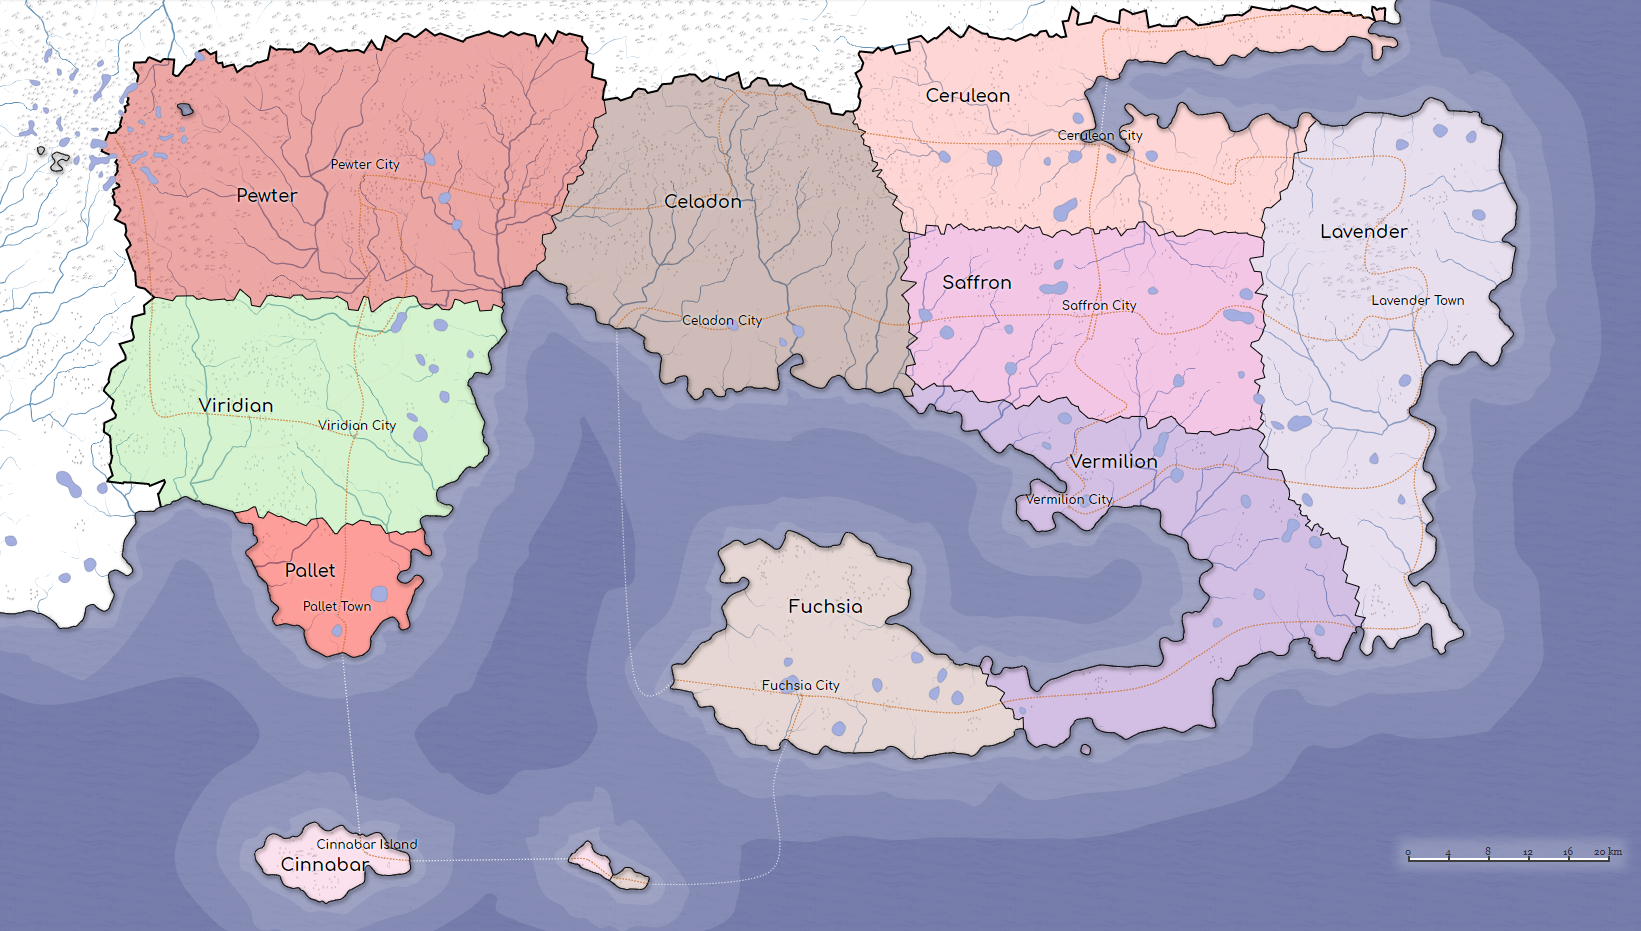 Cerulean
Cerulean City
Pewter City
Pewter
Celadon
Lavender
Saffron
Lavender Town
Saffron City
Celadon City
Viridian
Viridian City
Vermilion
Vermilion City
Pallet
Pallet Town
Fuchsia
Fuchsia City
Cinnabar Island
Cinnabar
0 4 8 12 16 20 km